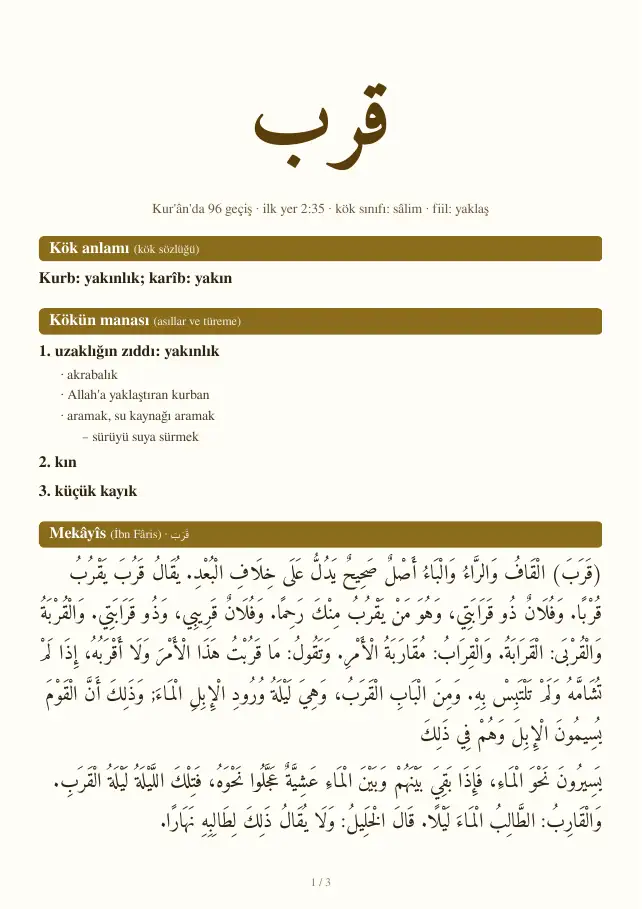 قرب
Kur'ân'da 96 geçiş · ilk yer 2:35 · kök sınıfı: sâlim · fiil: yaklaş
Kök anlamı (kök sözlüğü)
Kurb: yakınlık; karîb: yakın
Kökün manası (asıllar ve türeme)
1. uzaklığın zıddı: yakınlık
· akrabalık
· Allah'a yaklaştıran kurban
· aramak, su kaynağı aramak
– sürüyü suya sürmek
2. kın
3. küçük kayık
Mekâyîs (İbn Fâris) · قَرَبَ
(قَرَبَ) الْقَافُ وَالرَّاءُ وَالْبَاءُ أَصْلٌ صَحِيحٌ يَدُلُّ عَلَى خِلَافِ الْبُعْدِ. يُقَالُ قَرُبَ يَقْرُبُ
قُرْبًا. وَفُلَانٌ ذُو قَرَابَتِي، وَهُوَ مَنْ يَقْرُبُ مِنْكَ رَحِمًا. وَفُلَانٌ قَرِيبِي، وَذُو قَرَابَتِي. وَالْقُرْبَةُ
وَالْقُرْبَى: الْقَرَابَةُ. وَالْقِرَابُ: مُقَارَبَةُ الْأَمْرِ. وَتَقُولُ: مَا قَرُبْتُ هَذَا الْأَمْرَ وَلَا أَقْرَبُهُ، إِذَا لَمْ
تُشَامَّهُ وَلَمْ تَلْتَبِسْ بِهِ. وَمِنَ الْبَابِ الْقَرَبُ، وَهِيَ لَيْلَةُ وُرُودِ الْإِبِلِ الْمَاءَ; وَذَلِكَ أَنَّ الْقَوْمَ
يُسِيمُونَ الْإِبِلَ وَهُمْ فِي ذَلِكَ
يَسِيرُونَ نَحْوَ الْمَاءِ، فَإِذَا بَقِيَ بَيْنَهُمْ وَبَيْنَ الْمَاءِ عَشِيَّةٌ عَجَّلُوا نَحْوَهُ، فَتِلْكَ اللَّيْلَةُ لَيْلَةُ الْقَرَبِ.
وَالْقَارِبُ: الطَّالِبُ الْمَاءَ لَيْلًا. قَالَ الْخَلِيلُ: وَلَا يُقَالُ ذَلِكَ لِطَالِبِهِ نَهَارًا.
1 / 3